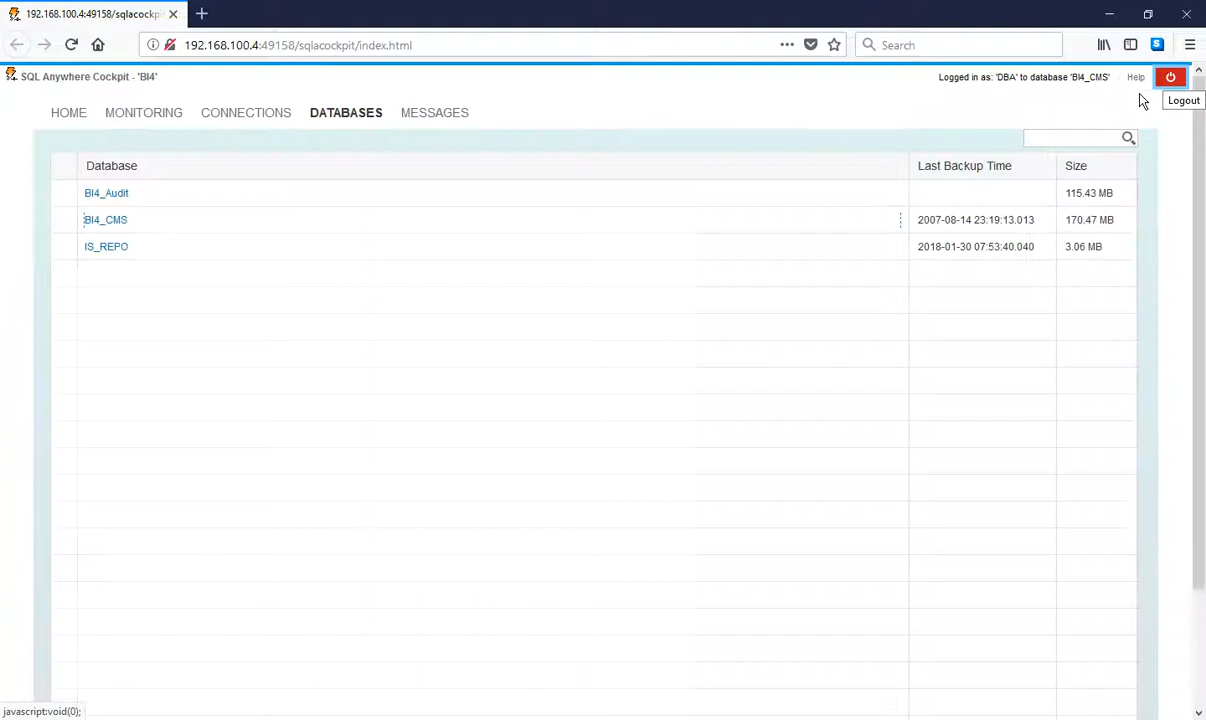 192.168.100.4:49158/sqlacockpi
192.168.100.4:49158/sqlacockpit/index.html
Search
SQL Anywhere Cockpit - 'BI4'
Logged in as: 'DBA' to database 'BI4_CMS'
Help
Logout
HOME MONITORING CONNECTIONS DATABASES MESSAGES
Database Last Backup Time Size
BI4_Audit 115.43 MB
BI4_CMS 2007-08-14 23:19:13.013 170.47 MB
IS_REPO 2018-01-30 07:53:40.040 3.06 MB
javascript:void(0);